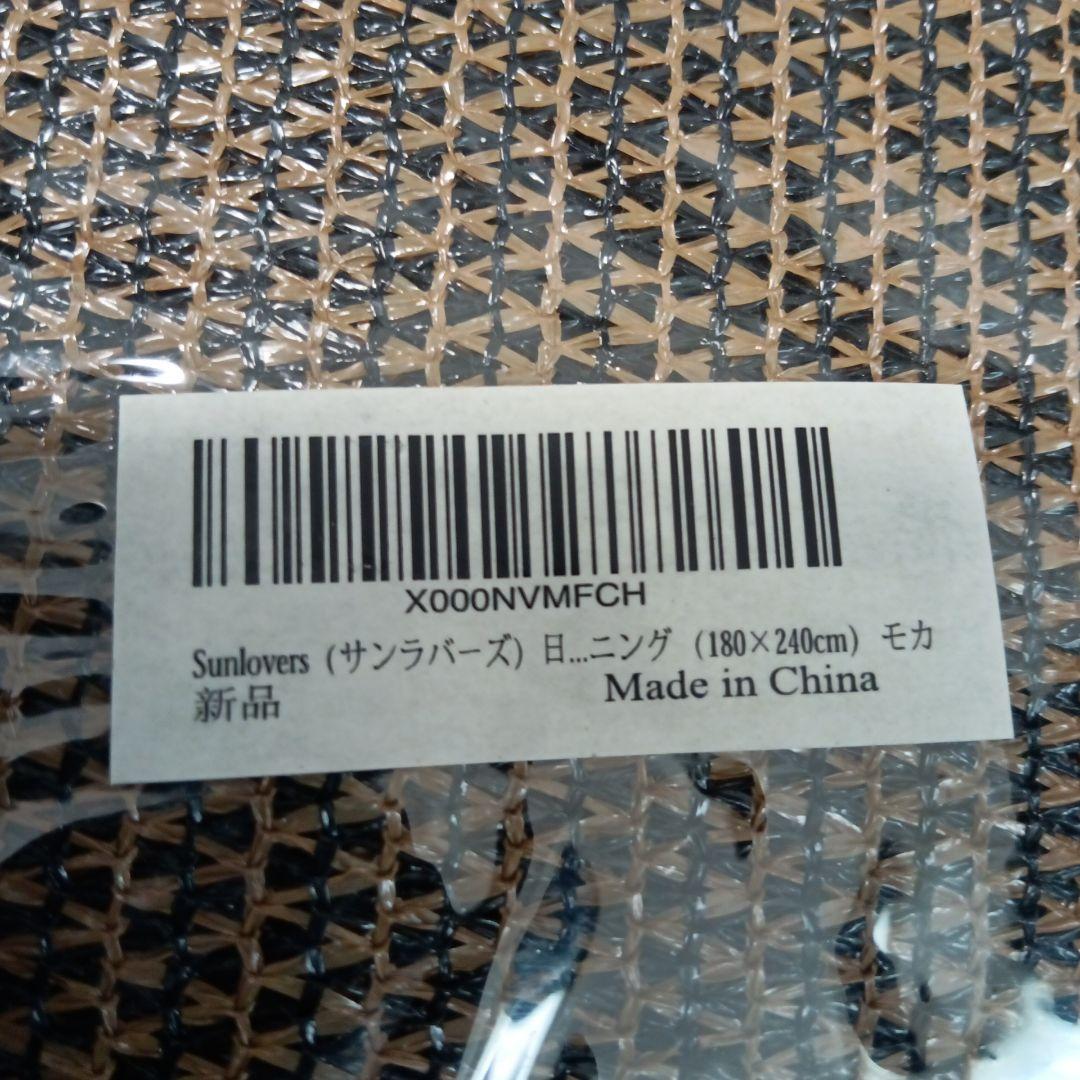 X000NVMFCH
Sunlovers（サンラバーズ）日...ニング（180×240cm）モカ
新品 Made in China